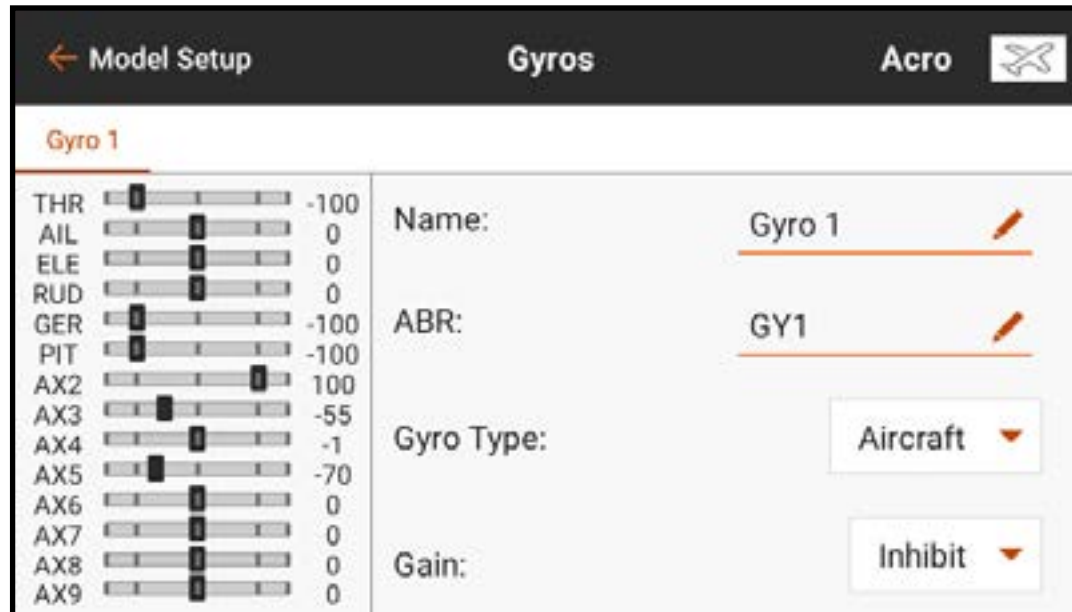 Model Setup Gyros Acro
Gyro 1
THR -100
AIL 0
ELE 0
RUD 0
GER -100
PIT -100
AX2 100
AX3 -55
AX4 -1
AX5 -70
AX6 0
AX7 0
AX8 0
AX9 0
Name: Gyro 1
ABR: GY1
Gyro Type: Aircraft
Gain: Inhibit